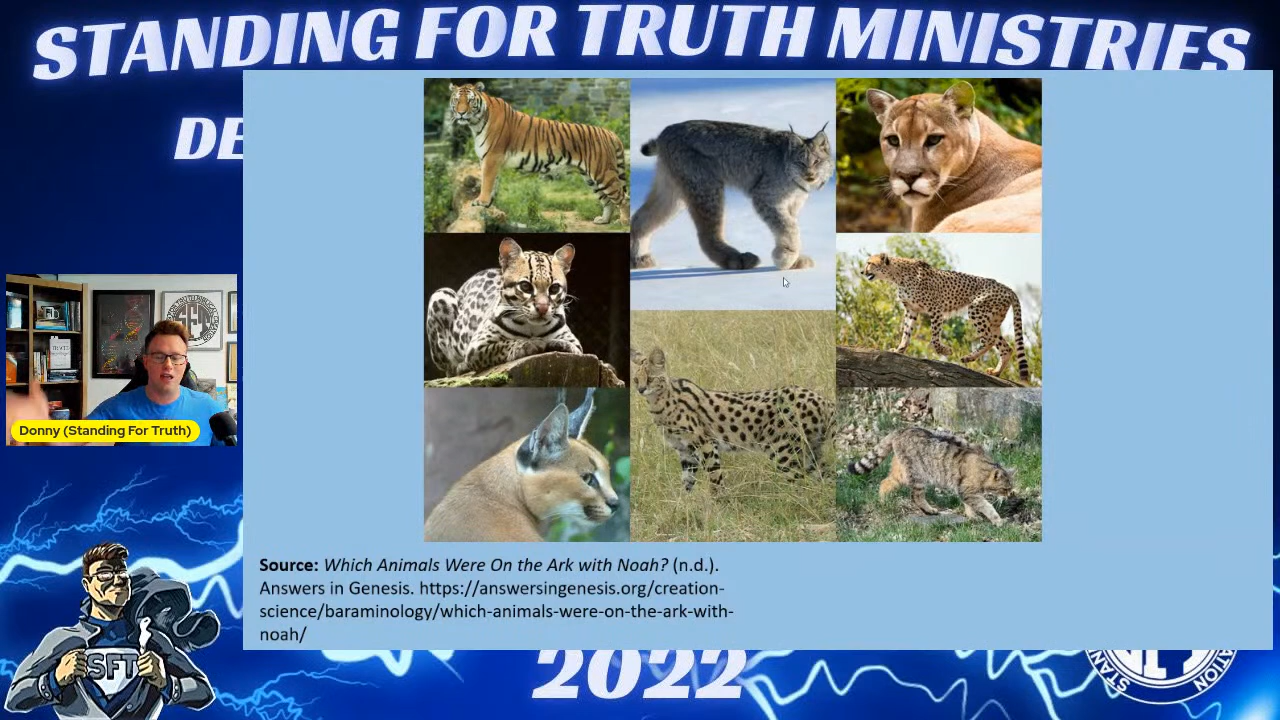 STANDING FOR TRUTH MINISTRIES
DE
SFT
Donny (Standing For Truth)
Source: Which Animals Were On the Ark with Noah? (n.d.).
Answers in Genesis. https://answersingenesis.org/creation-
science/baraminology/which-animals-were-on-the-ark-with-
noah/
SFT
2022